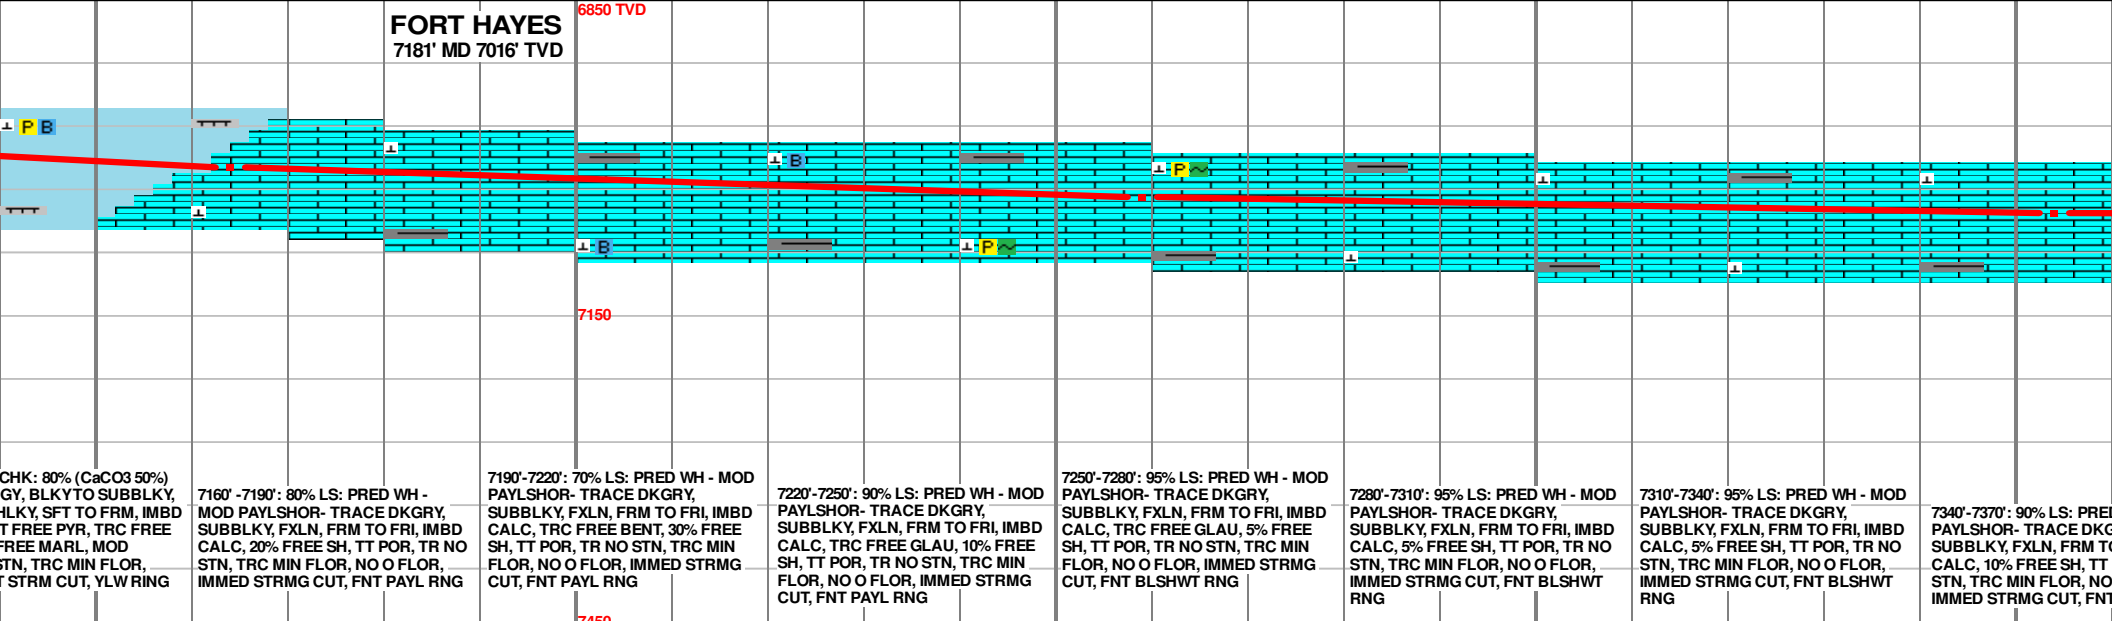 6850 TVD
FORT HAYES
7181' MD 7016' TVD
P B
B
P
B
P
7150
CHK: 80% (CaCO3 50%)
GY, BLKY TO SUBBLKY,
HLKY, SFT TO FRM, IMBD
T FREE PYR, TRC FREE
FREE MARL, MOD
STN, TRC MIN FLOR,
T STRM CUT, YLW RING
7160' -7190': 80% LS: PRED WH -
MOD PAYLSHOR- TRACE DKGRY,
SUBBLKY, FXLN, FRM TO FRI, IMBD
CALC, 20% FREE SH, TT POR, TR NO
STN, TRC MIN FLOR, NO O FLOR,
IMMED STRMG CUT, FNT PAYL RNG
7190'-7220': 70% LS: PRED WH - MOD
PAYLSHOR- TRACE DKGRY,
SUBBLKY, FXLN, FRM TO FRI, IMBD
CALC, TRC FREE BENT, 30% FREE
SH, TT POR, TR NO STN, TRC MIN
FLOR, NO O FLOR, IMMED STRMG
CUT, FNT PAYL RNG
7220'-7250': 90% LS: PRED WH - MOD
PAYLSHOR- TRACE DKGRY,
SUBBLKY, FXLN, FRM TO FRI, IMBD
CALC, TRC FREE GLAU, 10% FREE
SH, TT POR, TR NO STN, TRC MIN
FLOR, NO O FLOR, IMMED STRMG
CUT, FNT PAYL RNG
7250'-7280': 95% LS: PRED WH - MOD
PAYLSHOR- TRACE DKGRY,
SUBBLKY, FXLN, FRM TO FRI, IMBD
CALC, TRC FREE GLAU, 5% FREE
SH, TT POR, TR NO STN, TRC MIN
FLOR, NO O FLOR, IMMED STRMG
CUT, FNT BLSHWT RNG
7280'-7310': 95% LS: PRED WH - MOD
PAYLSHOR- TRACE DKGRY,
SUBBLKY, FXLN, FRM TO FRI, IMBD
CALC, 5% FREE SH, TT POR, TR NO
STN, TRC MIN FLOR, NO O FLOR,
IMMED STRMG CUT, FNT BLSHWT
RNG
7310'-7340': 95% LS: PRED WH - MOD
PAYLSHOR- TRACE DKGRY,
SUBBLKY, FXLN, FRM TO FRI, IMBD
CALC, 5% FREE SH, TT POR, TR NO
STN, TRC MIN FLOR, NO O FLOR,
IMMED STRMG CUT, FNT BLSHWT
RNG
7340'-7370': 90% LS: PRED
PAYLSHOR- TRACE DKG
SUBBLKY, FXLN, FRM TO
CALC, 10% FREE SH, TT
STN, TRC MIN FLOR, NO
IMMED STRMG CUT, FNT
7450